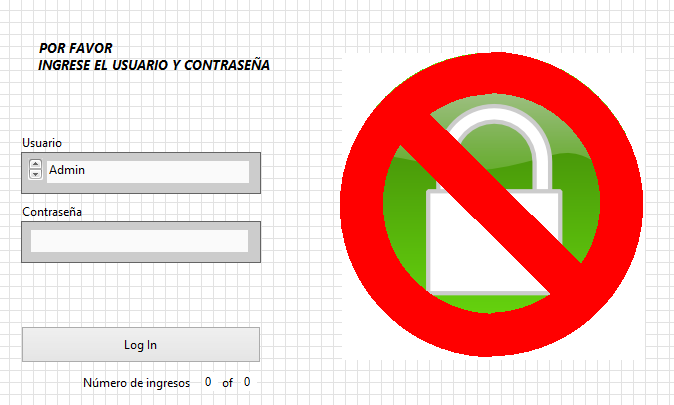 POR FAVOR
INGRESE EL USUARIO Y CONTRASEÑA
Usuario
Admin
Contraseña
Log In
Número de ingresos 0 of 0